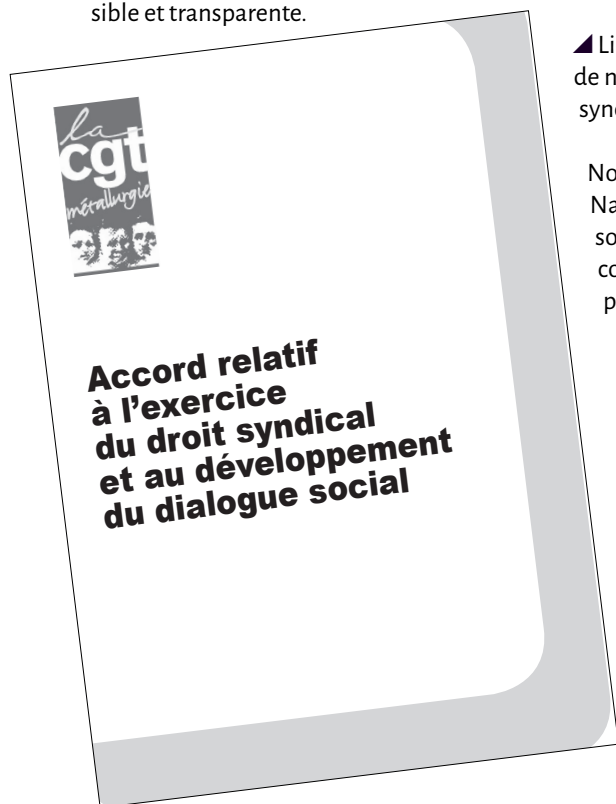 sible et transparente.
la
cgt
métallurgie
Accord relatif
à l’exercice
du droit syndical
et au développement
du dialogue social
Li
de n
syn
No
Na
so
co
p